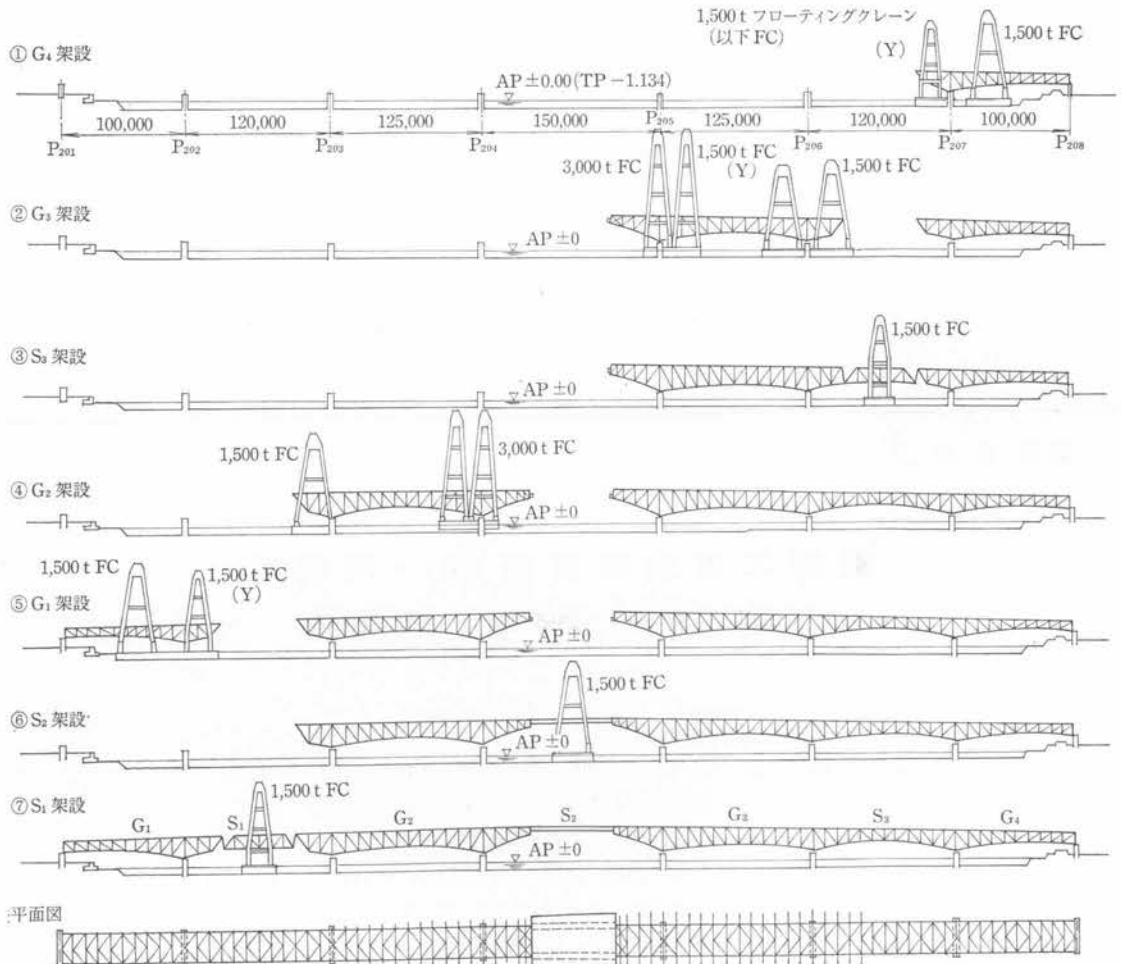 ① G₄ 架設
1,500 t フローティングクレーン
(以下 FC)
(Y)
1,500 t FC
AP ±0.00 (TP −1.134)
100,000
120,000
125,000
150,000
125,000
120,000
100,000
P₂₀₁
P₂₀₂
P₂₀₃
P₂₀₄
P₂₀₅
P₂₀₆
P₂₀₇
P₂₀₈
② G₃ 架設
3,000 t FC
1,500 t FC
(Y)
1,500 t FC
AP ±0
③ S₃ 架設
1,500 t FC
AP ±0
④ G₂ 架設
1,500 t FC
3,000 t FC
AP ±0
⑤ G₁ 架設
1,500 t FC
1,500 t FC
(Y)
AP ±0
⑥ S₂ 架設
1,500 t FC
AP ±0
⑦ S₁ 架設
1,500 t FC
G₁
S₁
G₂
S₂
G₃
S₃
G₄
AP ±0
平面図